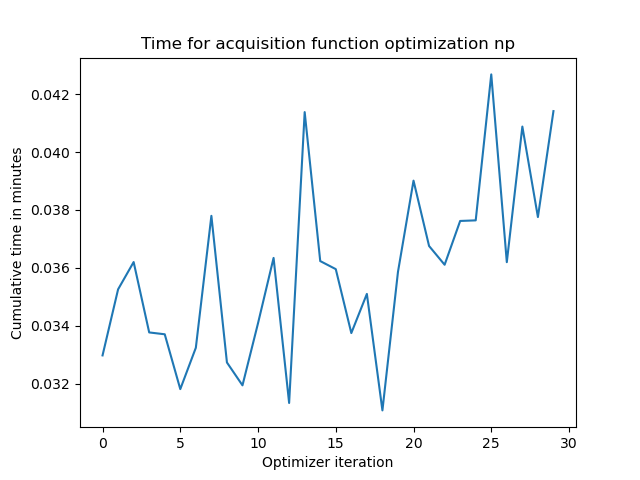 Time for acquisition function optimization np
Cumulative time in minutes
0.042
0.040
0.038
0.036
0.034
0.032
0 5 10 15 20 25 30
Optimizer iteration